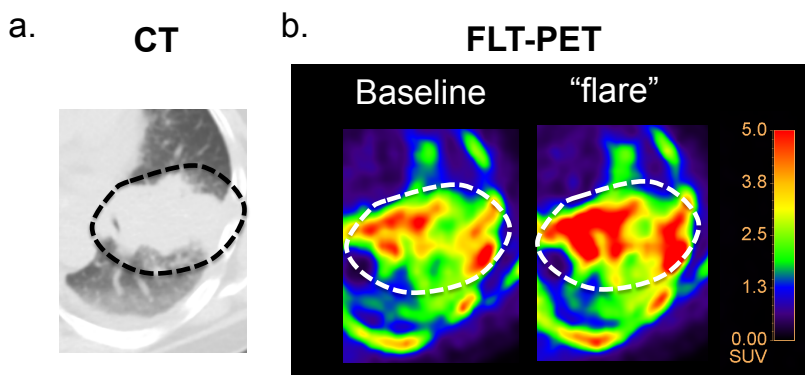 a.
CT
b.
FLT-PET
Baseline
“flare”
5.0
3.8
2.5
1.3
0.00
SUV